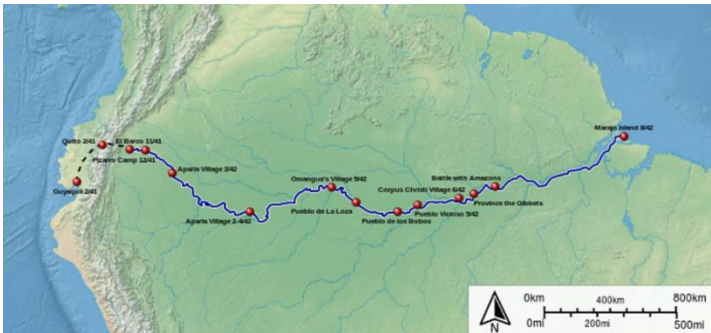 Marajo Island 8/42
Quito 2/41
El Barco 11/41
Pizarro Camp 12/41
Aparia Village 2/42
Guyaquil 2/41
Omangua's Village 5/42
Battle with Amazons
Corpus Christi Village 6/42
Province the Gibbets
Pueblo de La Loza
Pueblo Vicioso 5/42
Aparia Village 2-4/42
Pueblo de los Bobos
0km 400km 800km
0mi 200mi 500mi
N